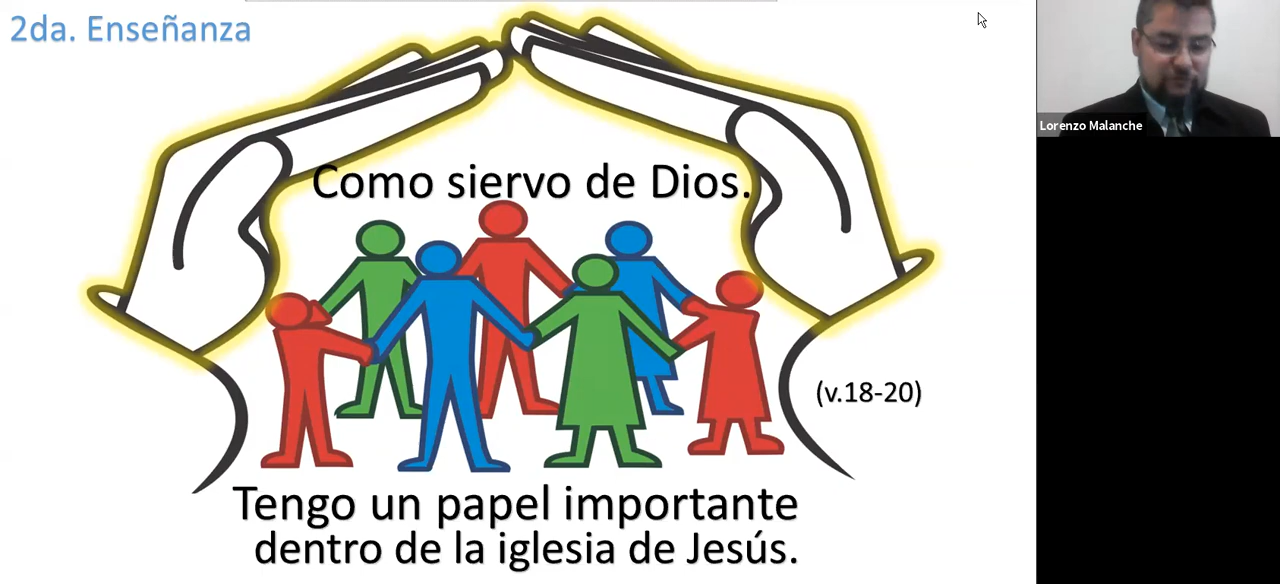 2da. Enseñanza
Como siervo de Dios.
(v.18-20)
Tengo un papel importante
dentro de la iglesia de Jesús.
Lorenzo Malanche